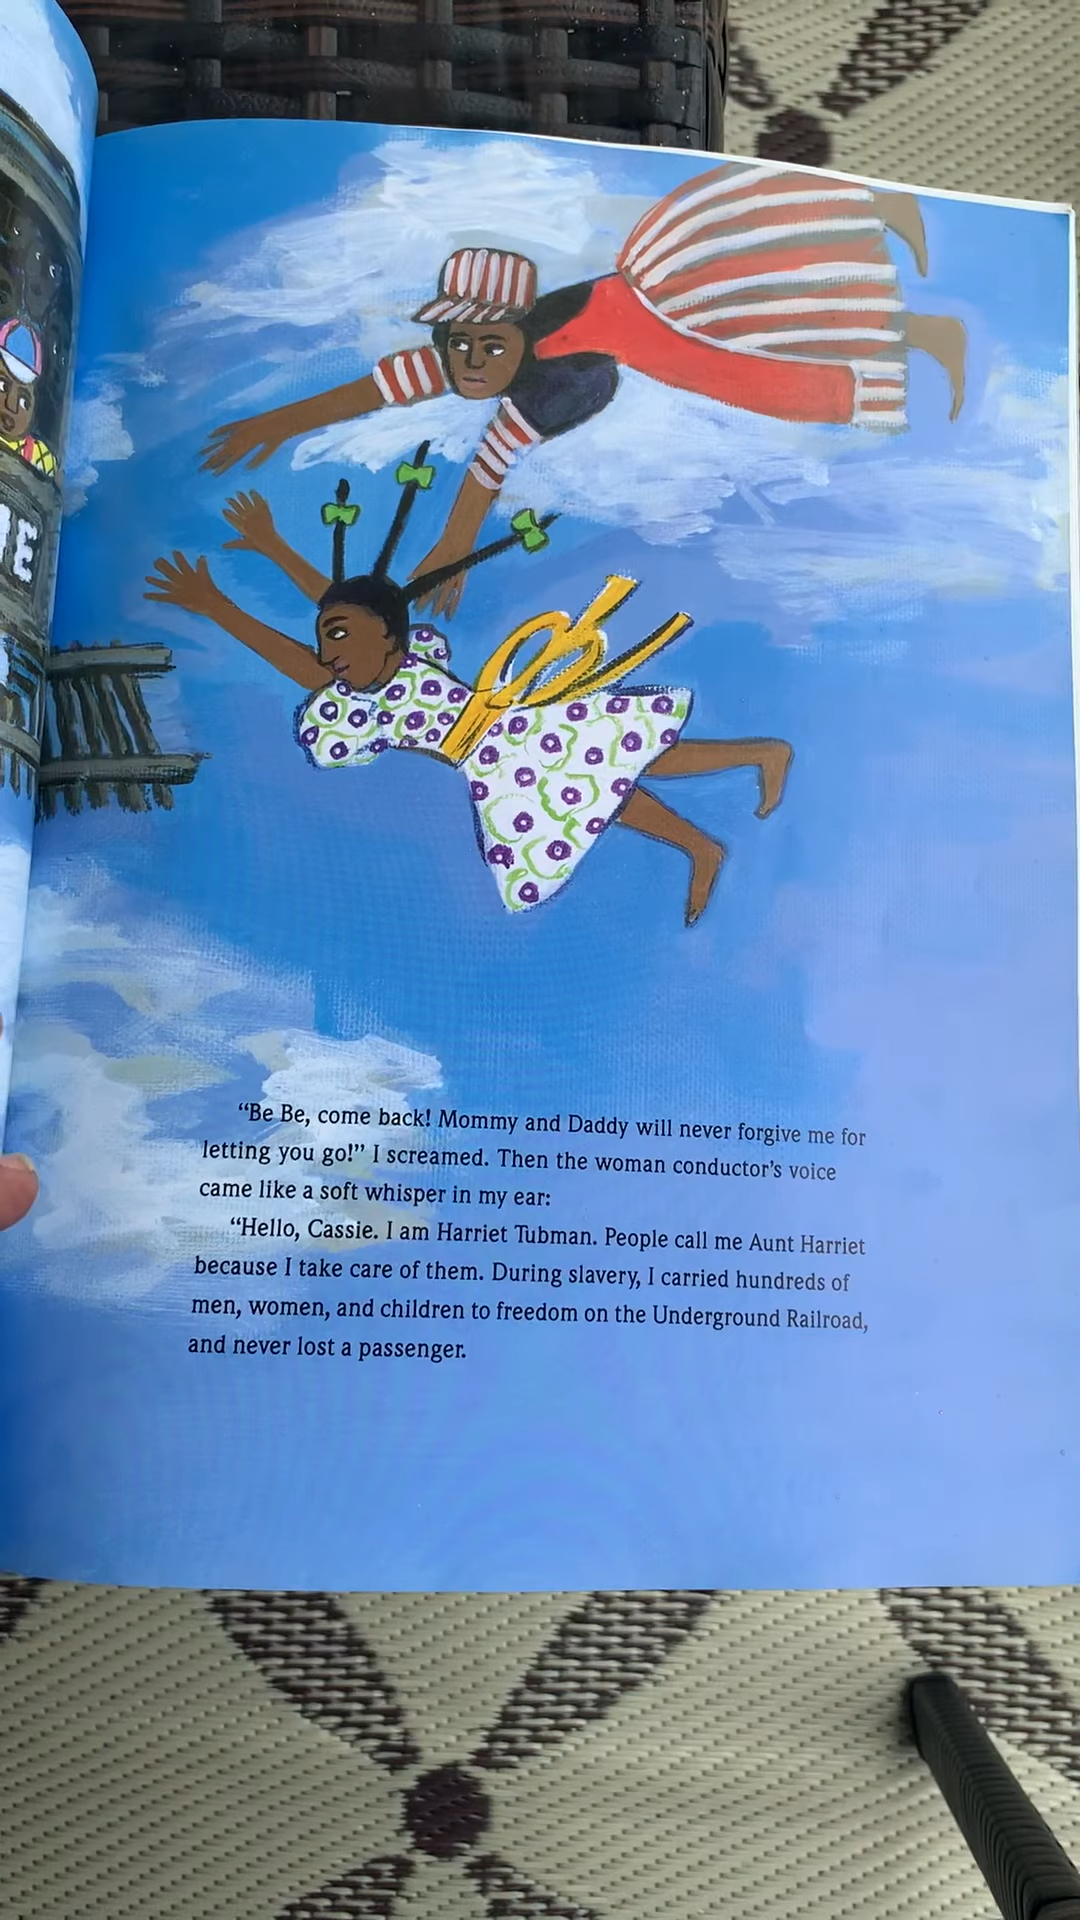 “Be Be, come back! Mommy and Daddy will never forgive me for
letting you go!” I screamed. Then the woman conductor’s voice
came like a soft whisper in my ear:
“Hello, Cassie. I am Harriet Tubman. People call me Aunt Harriet
because I take care of them. During slavery, I carried hundreds of
men, women, and children to freedom on the Underground Railroad,
and never lost a passenger.